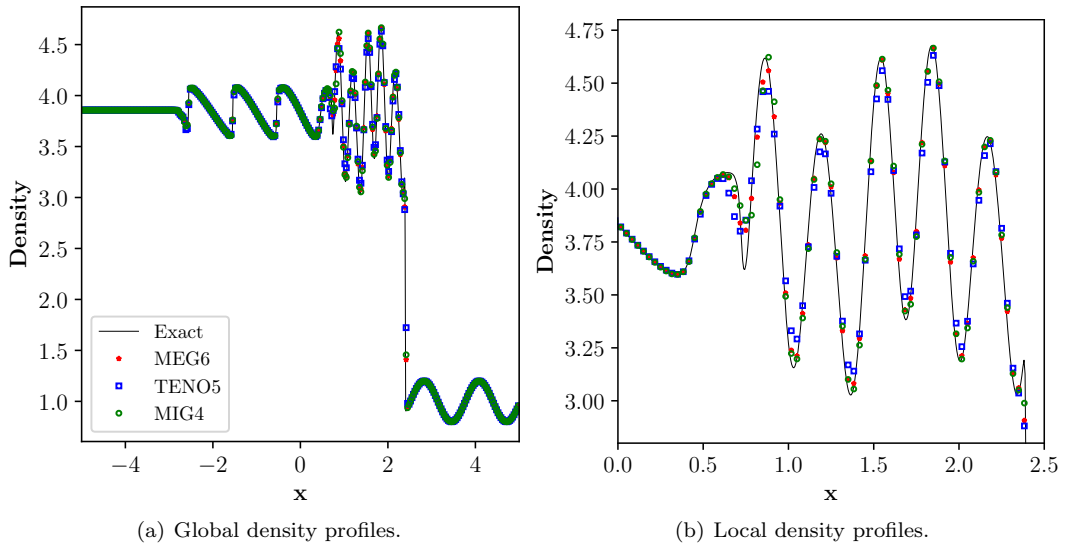 4.5
4.0
3.5
3.0
2.5
2.0
1.5
1.0
Density
−4
−2
0
2
4
x
Exact
MEG6
TENO5
MIG4
(a) Global density profiles.
4.75
4.50
4.25
4.00
3.75
3.50
3.25
3.00
Density
0.0
0.5
1.0
1.5
2.0
2.5
x
(b) Local density profiles.